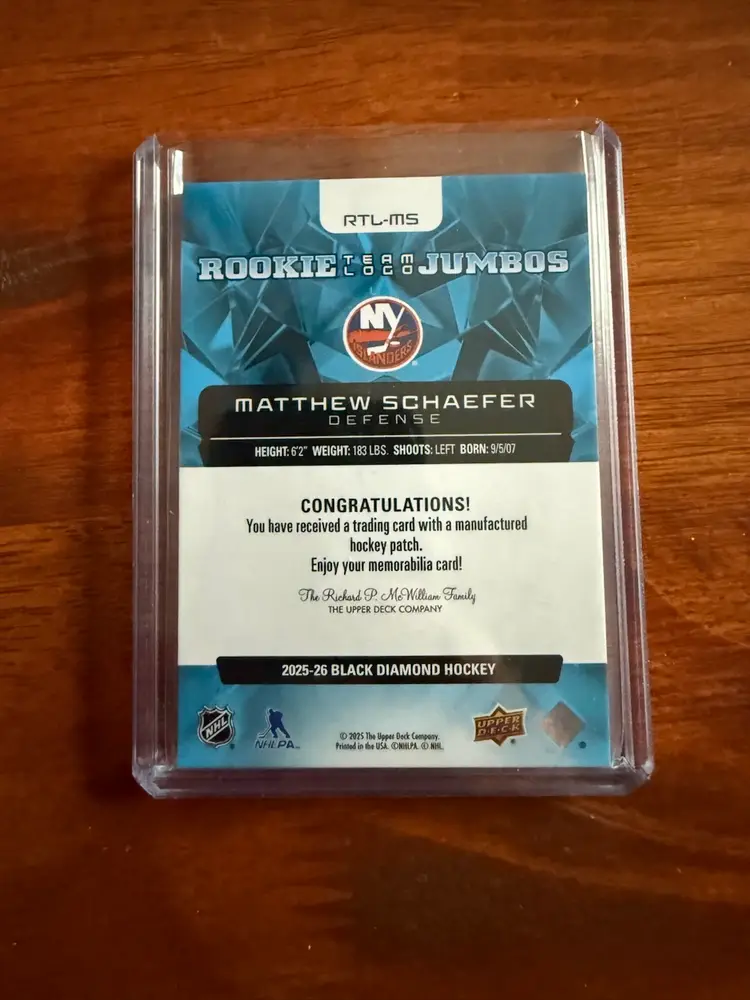 RTL-MS
ROOKIE TEAM LOGO JUMBOS
NY
ISLANDERS
MATTHEW SCHAEFER
DEFENSE
HEIGHT: 6'2" WEIGHT: 183 LBS. SHOOTS: LEFT BORN: 9/5/07
CONGRATULATIONS!
You have received a trading card with a manufactured
hockey patch.
Enjoy your memorabilia card!
The Richard P. McWilliam Family
THE UPPER DECK COMPANY
2025-26 BLACK DIAMOND HOCKEY
NHL
NHLPA
© 2025 The Upper Deck Company.
Printed in the USA. ©NHLPA. © NHL.
UPPER
DECK